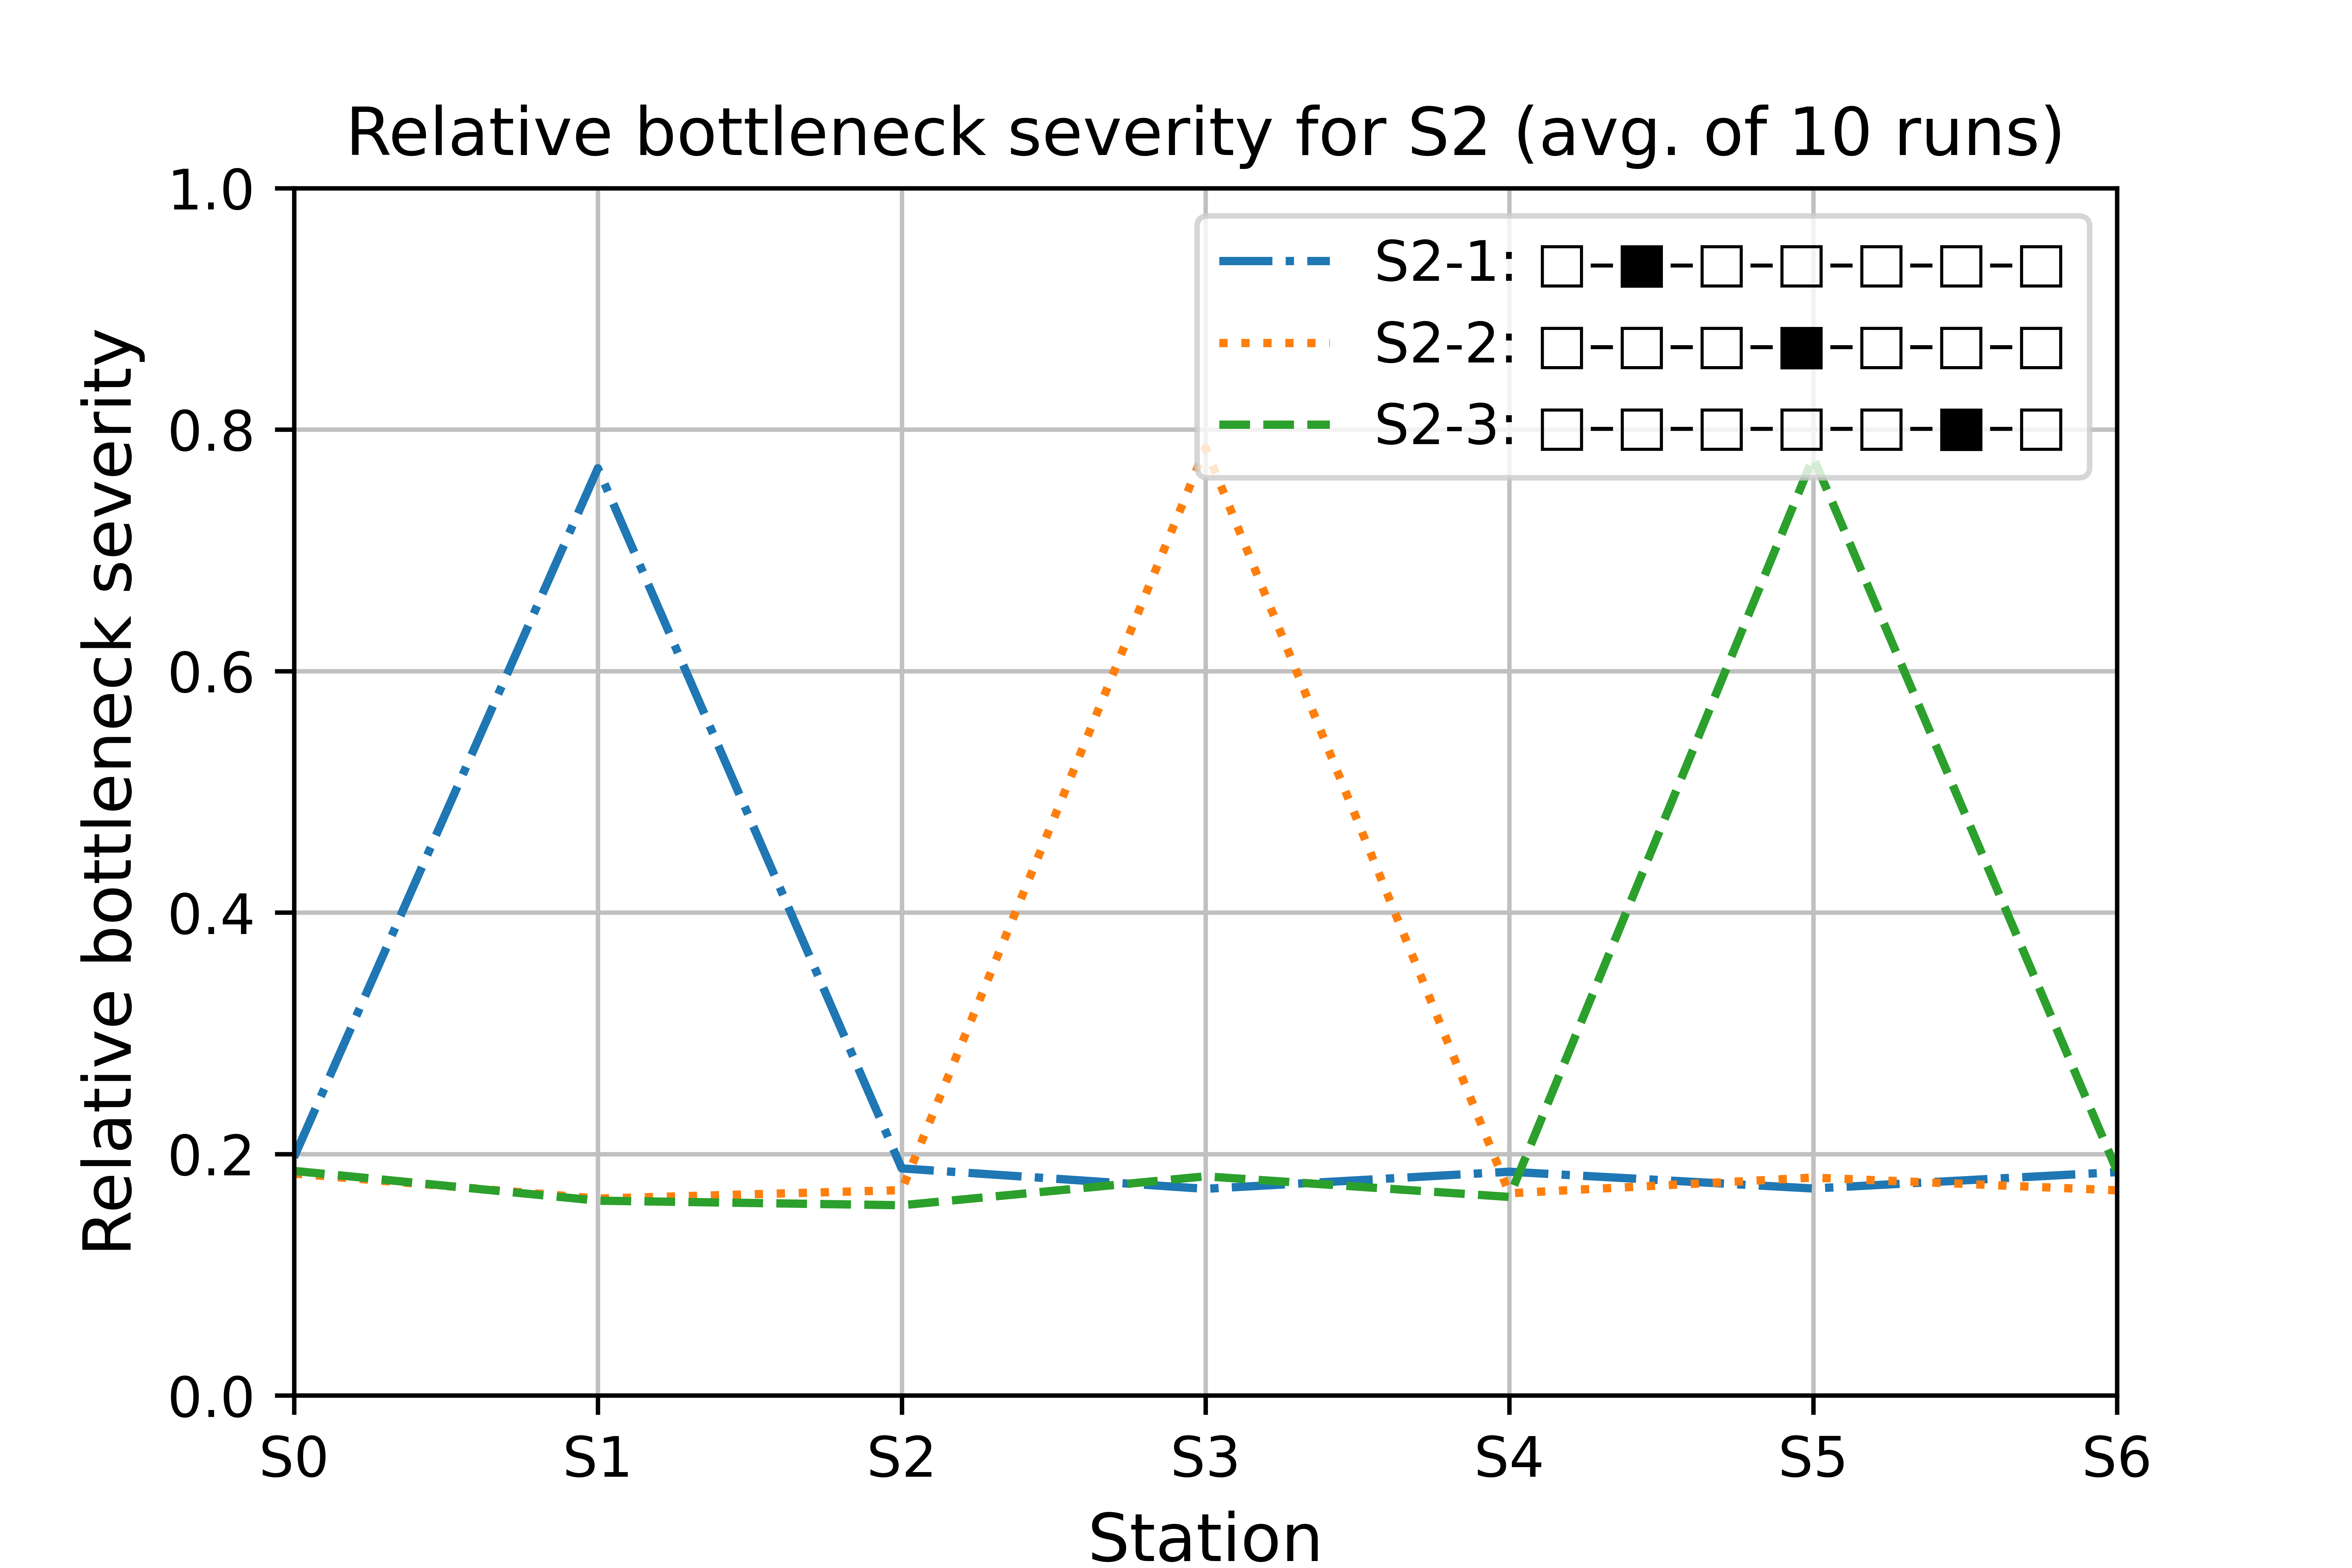 Relative bottleneck severity for S2 (avg. of 10 runs)
1.0
0.8
0.6
0.4
0.2
0.0
Relative bottleneck severity
S2-1: □–■–□–□–□–□–□
S2-2: □–□–□–■–□–□–□
S2-3: □–□–□–□–□–■–□
S0 S1 S2 S3 S4 S5 S6
Station